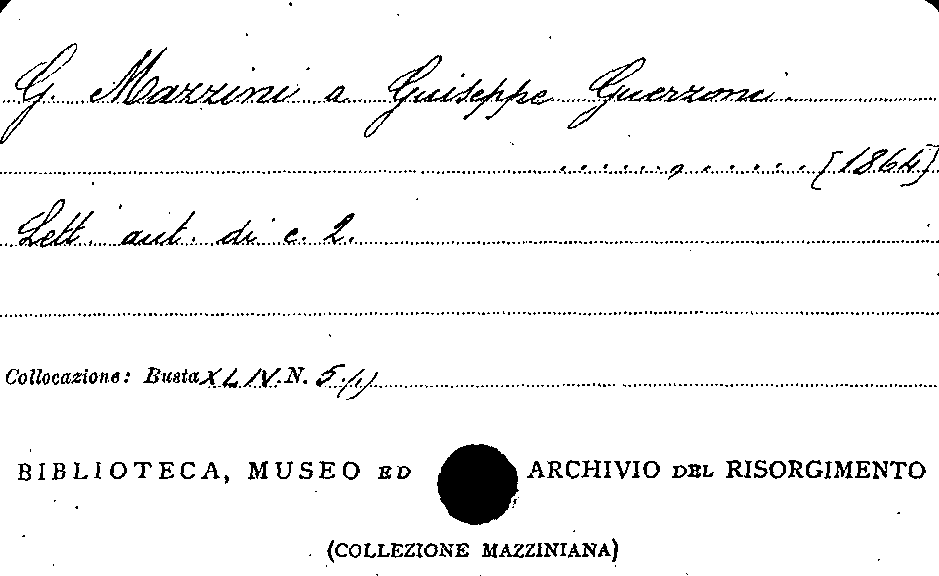 G. Mazzini a Giuseppe Guerzoni.
......, ..... [1864]
Lett. aut. di c. 2.
Collocazione: Busta XLIV. N. 5.(1)
BIBLIOTECA, MUSEO ED ARCHIVIO DEL RISORGIMENTO
(COLLEZIONE MAZZINIANA)